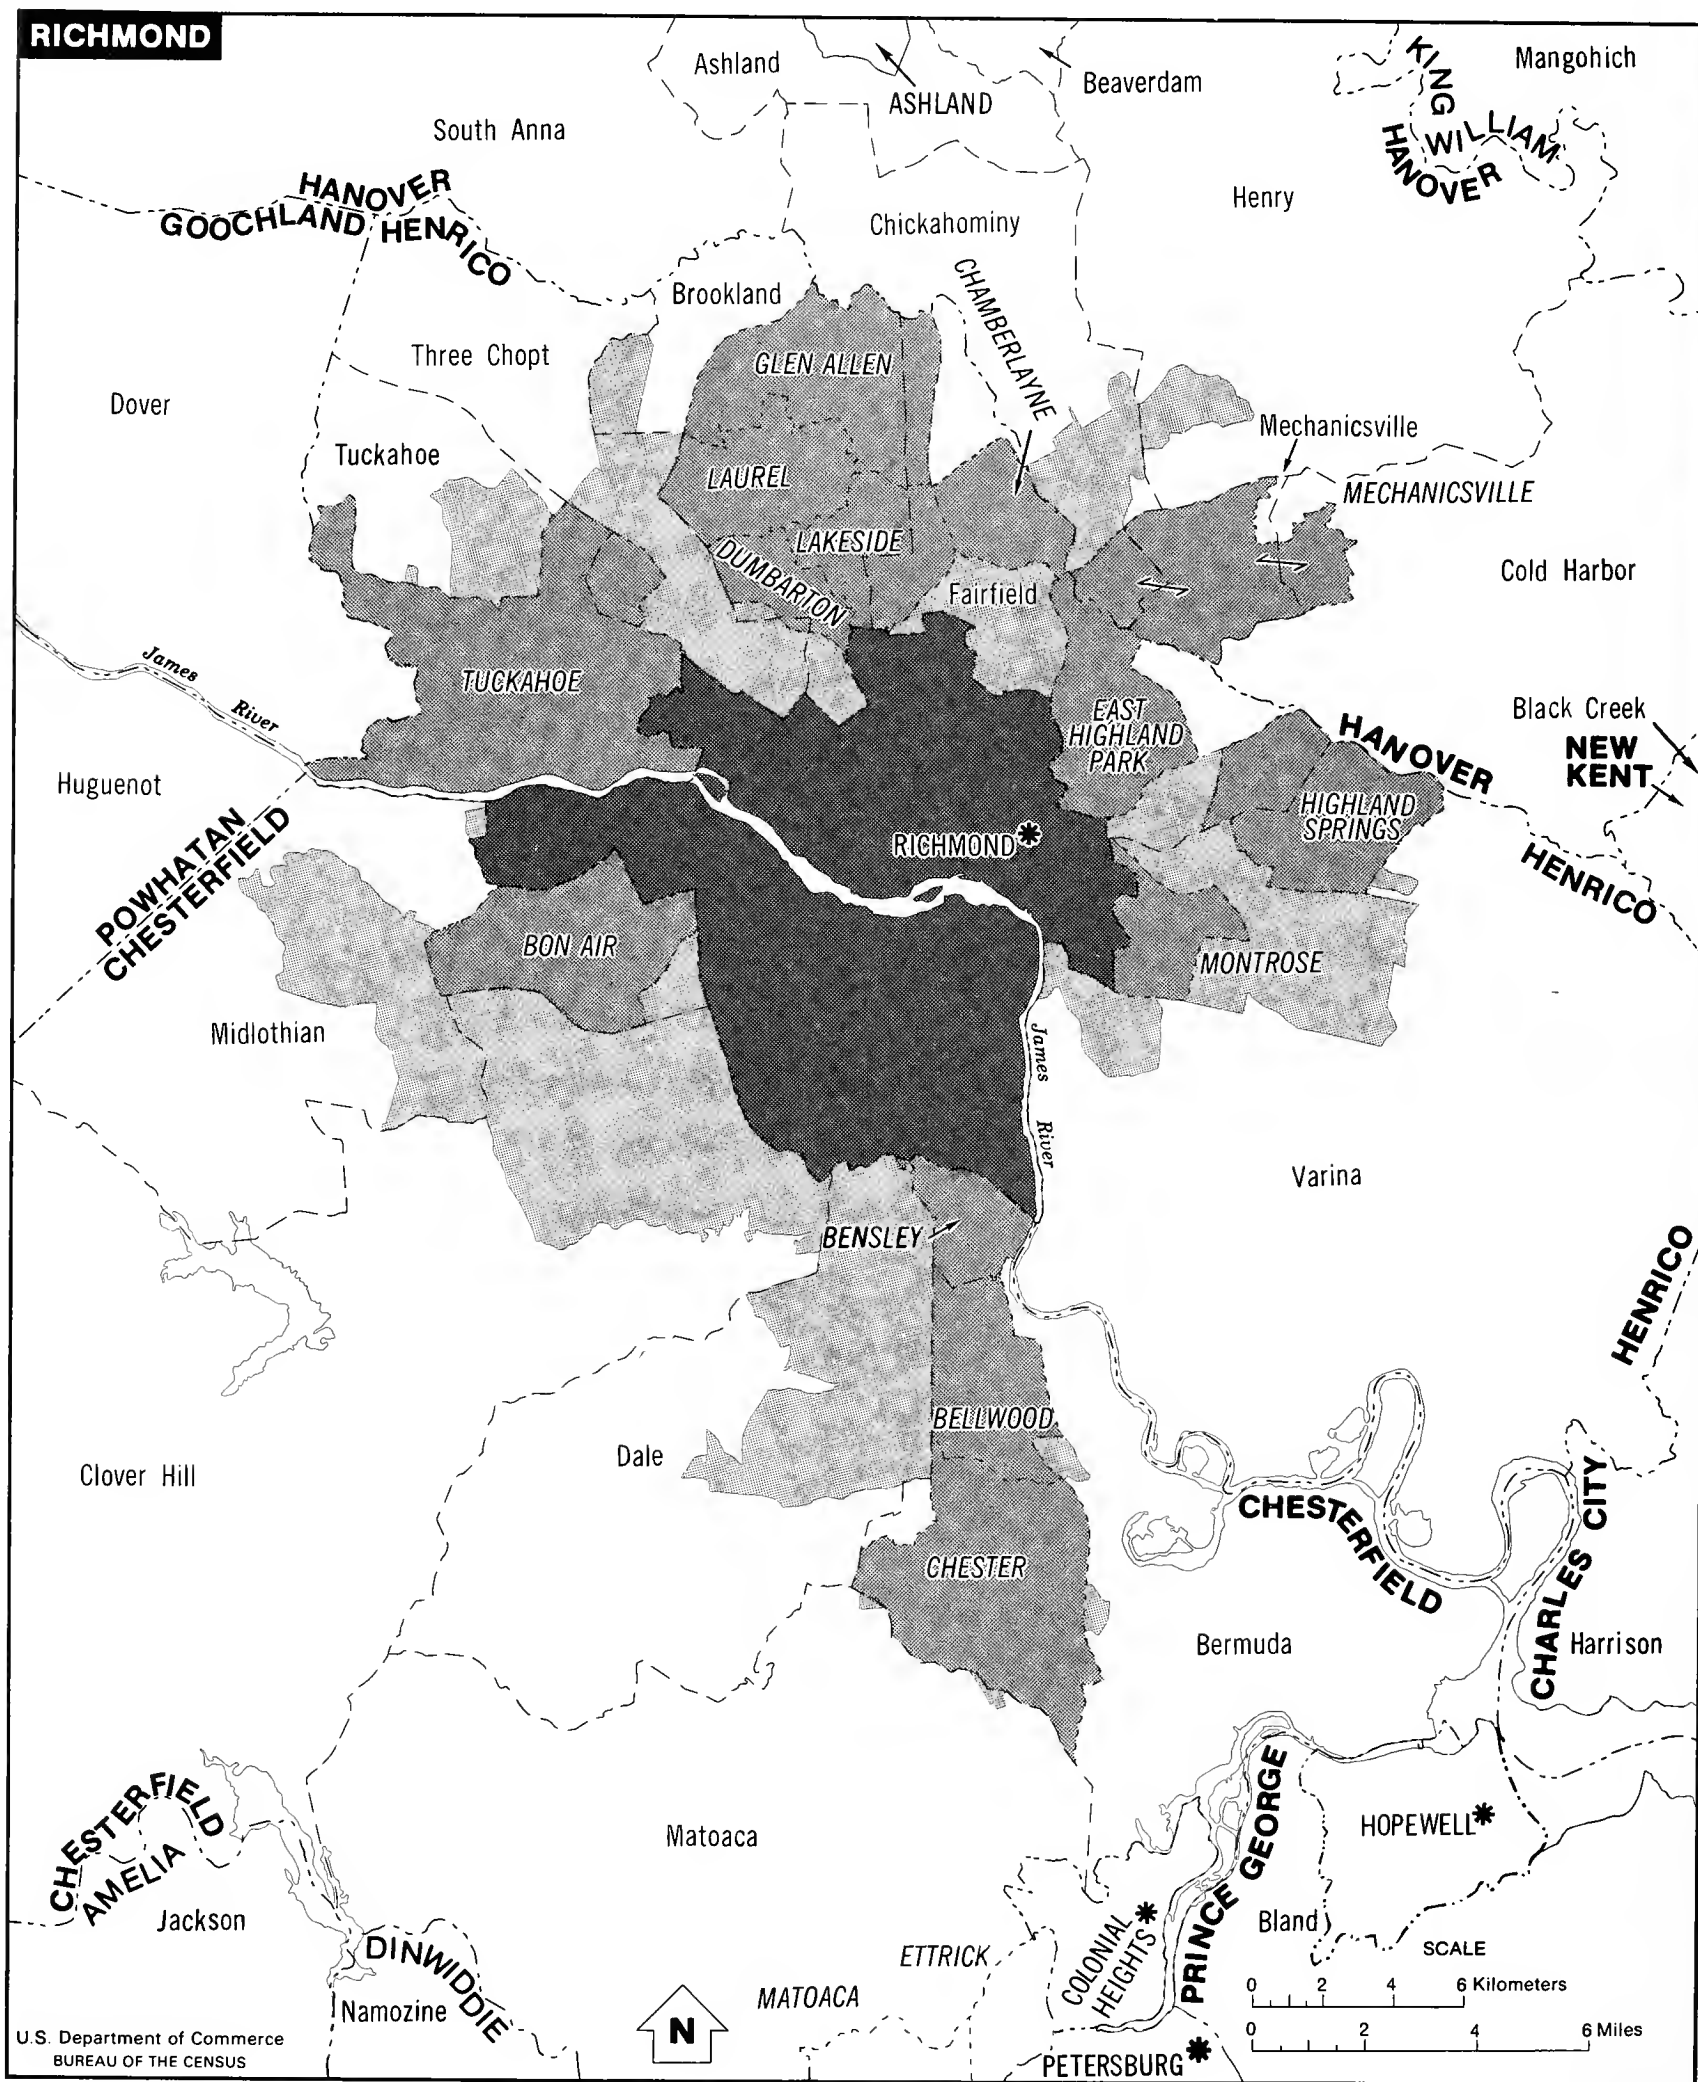 RICHMOND
Ashland
ASHLAND
Beaverdam
Mangohich
KING WILLIAM
HANOVER
South Anna
HANOVER
GOOCHLAND
HENRICO
Chickahominy
Henry
Brookland
CHAMBERLAYNE
Three Chopt
GLEN ALLEN
Dover
Tuckahoe
Mechanicsville
MECHANICSVILLE
LAUREL
LAKESIDE
DUMBARTON
Fairfield
Cold Harbor
James
River
TUCKAHOE
EAST
HIGHLAND
PARK
Black Creek
NEW
KENT
HANOVER
HENRICO
Huguenot
POWHATAN
CHESTERFIELD
HIGHLAND
SPRINGS
RICHMOND*
BON AIR
MONTROSE
Midlothian
James
River
Varina
BENSLEY
HENRICO
BELLWOOD
Dale
Clover Hill
CHESTERFIELD
CHARLES CITY
CHESTER
Bermuda
Harrison
CHESTERFIELD
AMELIA
Matoaca
PRINCE GEORGE
HOPEWELL*
Jackson
DINWIDDIE
ETTRICK
COLONIAL
HEIGHTS*
Bland
Namozine
MATOACA
N
PETERSBURG*
SCALE
0 2 4 6 Kilometers
0 2 4 6 Miles
U.S. Department of Commerce
BUREAU OF THE CENSUS